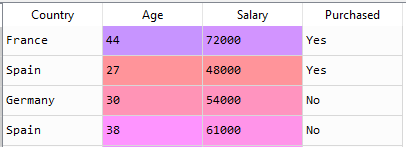 Country Age Salary Purchased
France 44 72000 Yes
Spain 27 48000 Yes
Germany 30 54000 No
Spain 38 61000 No